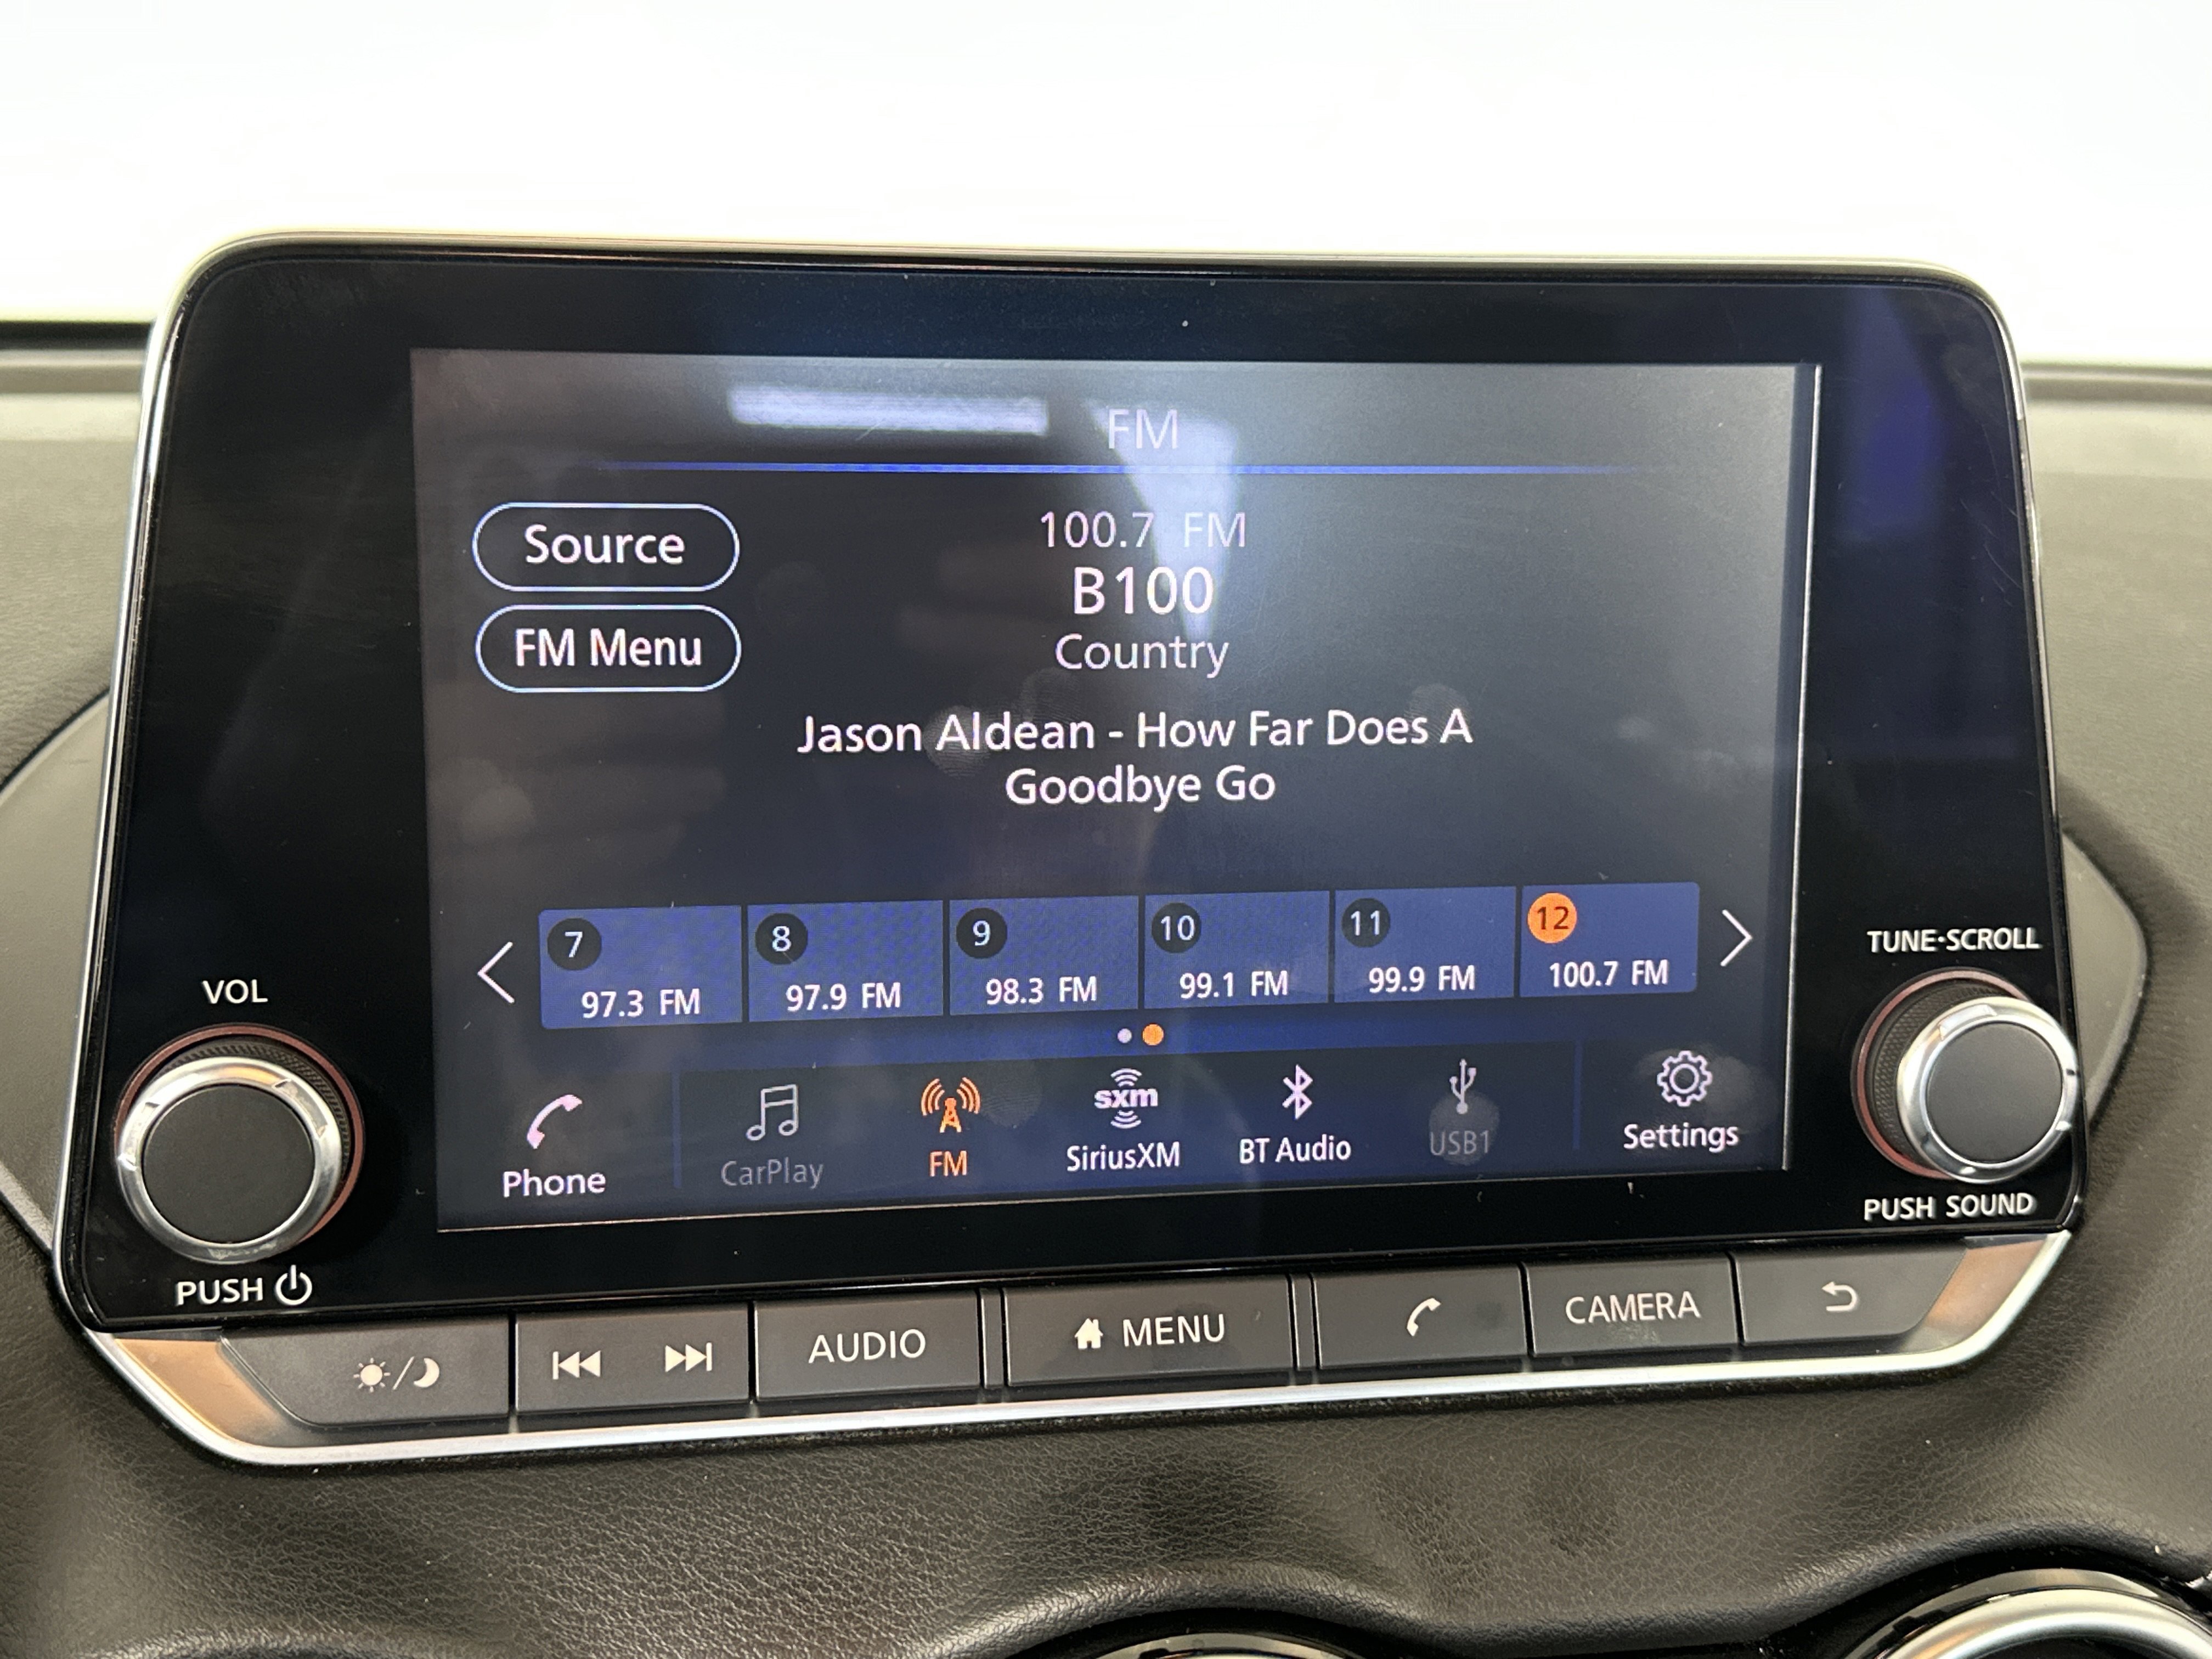 FM
Source
100.7 FM
B100
FM Menu
Country
Jason Aldean - How Far Does A
Goodbye Go
7 8 9 10 11 12
97.3 FM 97.9 FM 98.3 FM 99.1 FM 99.9 FM 100.7 FM
TUNE·SCROLL
VOL
sxm
Phone CarPlay FM SiriusXM BT Audio USB1 Settings
PUSH SOUND
PUSH
AUDIO MENU CAMERA